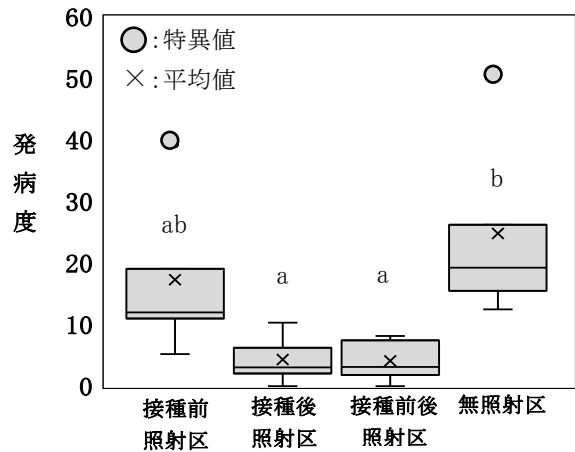 60
50
40
30
20
10
0
発病度
○:特異値
×:平均値
ab
a
a
b
接種前
照射区
接種後
照射区
接種前後
照射区
無照射区